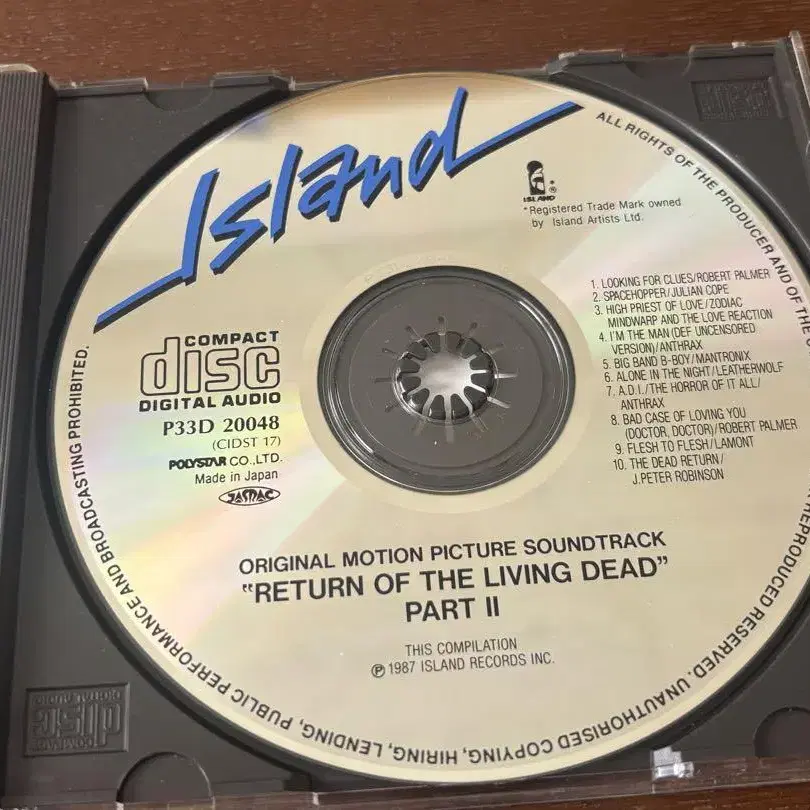 Island
ISLAND
®
*Registered Trade Mark owned
by Island Artists Ltd.
1. LOOKING FOR CLUES/ROBERT PALMER
2. SPACEHOPPER/JULIAN COPE
3. HIGH PRIEST OF LOVE/ZODIAC
MINDWARP AND THE LOVE REACTION
4. I'M THE MAN (DEF UNCENSORED
VERSION)/ANTHRAX
5. BIG BAND B-BOY/MANTRONIX
6. ALONE IN THE NIGHT/LEATHERWOLF
7. A.D.I./THE HORROR OF IT ALL/
ANTHRAX
8. BAD CASE OF LOVING YOU
(DOCTOR, DOCTOR)/ROBERT PALMER
9. FLESH TO FLESH/LAMONT
10. THE DEAD RETURN/
J.PETER ROBINSON
COMPACT
disc
DIGITAL AUDIO
P33D 20048
(CIDST 17)
POLYSTAR CO.,LTD.
Made in Japan
JASRAC
ORIGINAL MOTION PICTURE SOUNDTRACK
"RETURN OF THE LIVING DEAD"
PART II
THIS COMPILATION
Ⓟ 1987 ISLAND RECORDS INC.
ALL RIGHTS OF THE PRODUCER AND OF THE
REPRODUCED RESERVED. UNAUTHORISED COPYING, HIRING, LENDING, PUBLIC PERFORMANCE AND BROADCASTING PROHIBITED.
COMPACT
disc
DIGITAL AUDIO